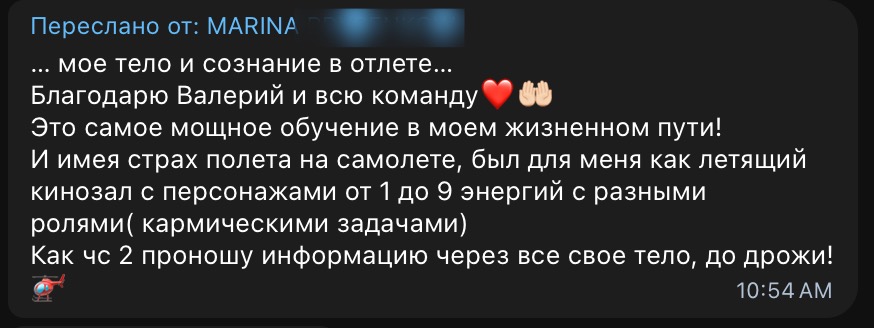 Переслано от: MARINA
... мое тело и сознание в отлете...
Благодарю Валерий и всю команду❤️🤲🏻
Это самое мощное обучение в моем жизненном пути!
И имея страх полета на самолете, был для меня как летящий
кинозал с персонажами от 1 до 9 энергий с разными
ролями( кармическими задачами)
Как чс 2 проношу информацию через все свое тело, до дрожи!
🚁
10:54 AM